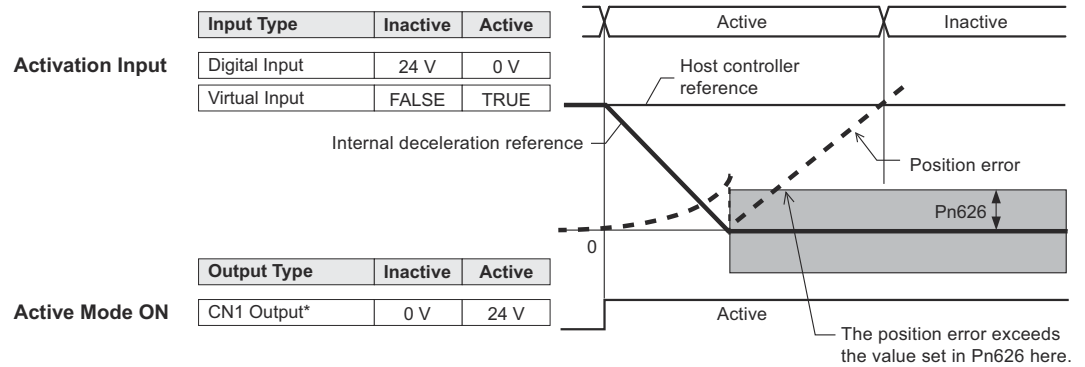 Input Type Inactive Active
Active Inactive
Activation Input
Digital Input 24 V 0 V
Virtual Input FALSE TRUE
Host controller
reference
Internal deceleration reference
Position error
Pn626
0
Output Type Inactive Active
Active Mode ON
CN1 Output* 0 V 24 V
Active
The position error exceeds
the value set in Pn626 here.